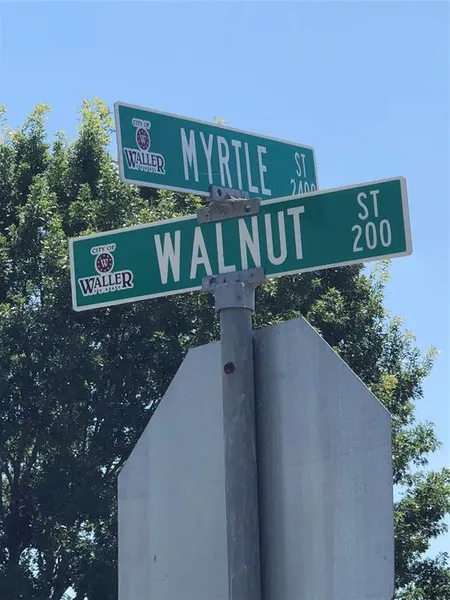 CITY OF
W
WALLER
MYRTLE ST
2400
CITY OF
W
WALLER
WALNUT ST
200